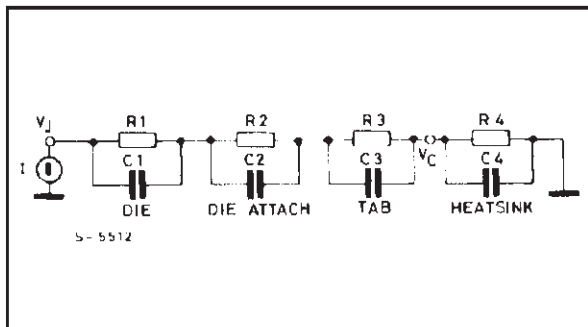 R1 R2 R3 R4
VJ VC
I C1 C2 C3 C4
DIE DIE ATTACH TAB HEATSINK
S-5512